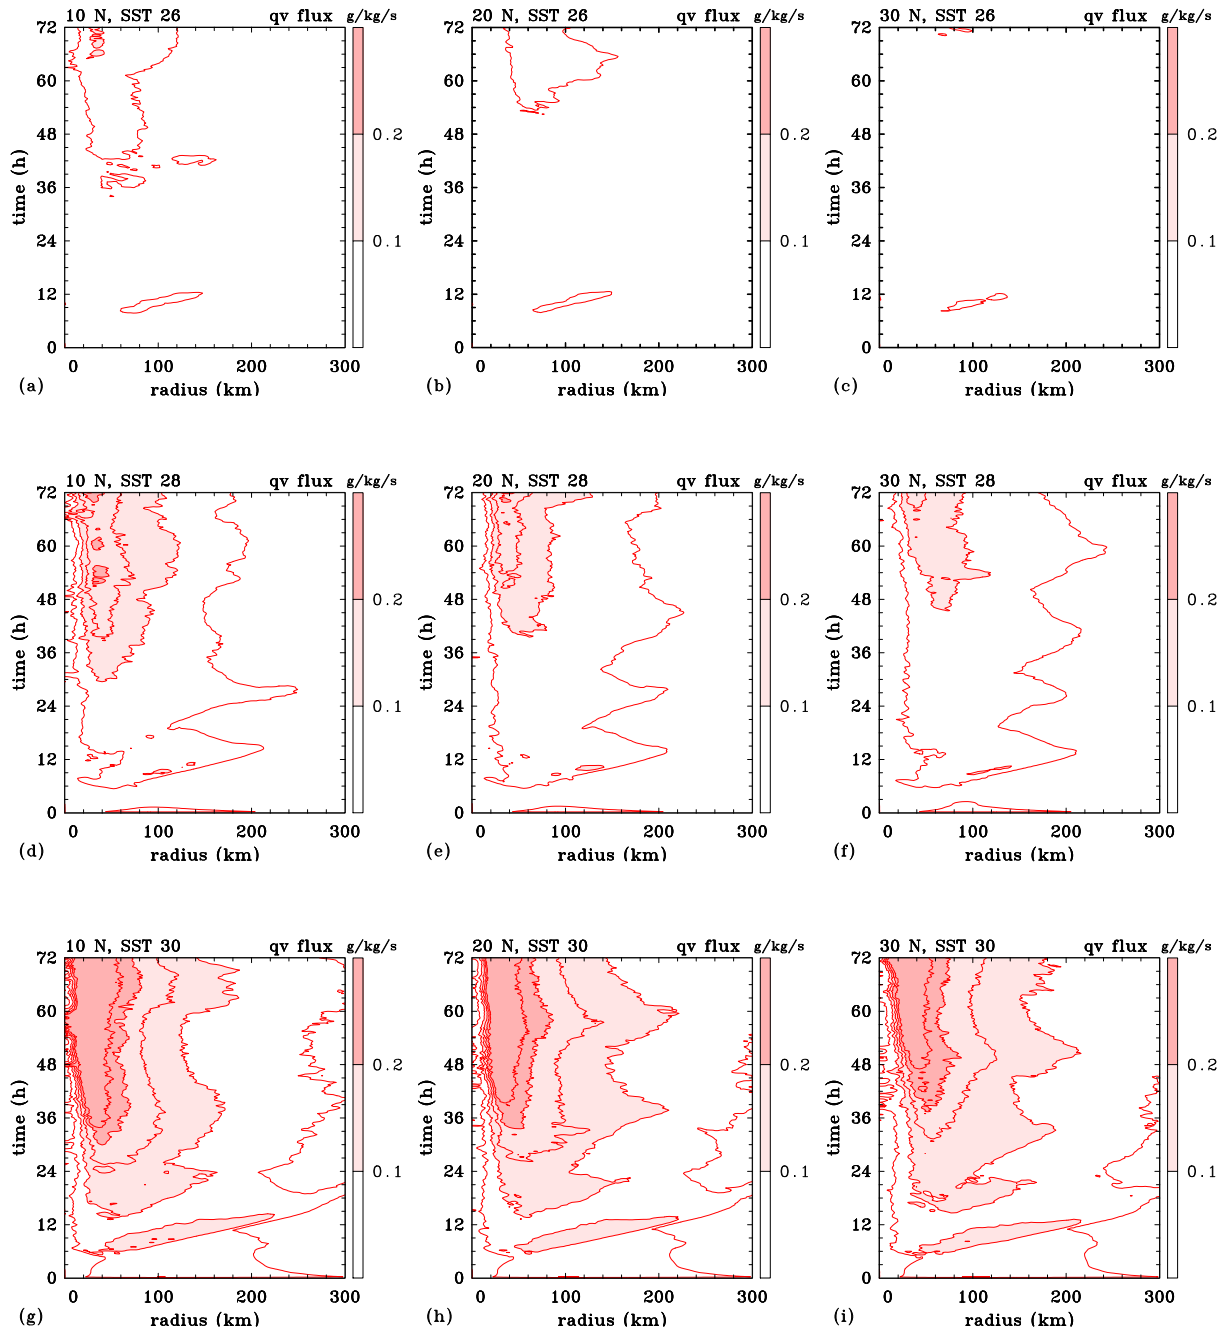 10 N, SST 26 qv flux g/kg/s
20 N, SST 26 qv flux g/kg/s
30 N, SST 26 qv flux g/kg/s
72
60
48
36
24
12
0
time (h)
0 100 200 300
radius (km)
0.2
0.1
(a)
72
60
48
36
24
12
0
time (h)
0 100 200 300
radius (km)
0.2
0.1
(b)
72
60
48
36
24
12
0
time (h)
0 100 200 300
radius (km)
0.2
0.1
(c)
10 N, SST 28 qv flux g/kg/s
20 N, SST 28 qv flux g/kg/s
30 N, SST 28 qv flux g/kg/s
72
60
48
36
24
12
0
time (h)
0 100 200 300
radius (km)
0.2
0.1
(d)
72
60
48
36
24
12
0
time (h)
0 100 200 300
radius (km)
0.2
0.1
(e)
72
60
48
36
24
12
0
time (h)
0 100 200 300
radius (km)
0.2
0.1
(f)
10 N, SST 30 qv flux g/kg/s
20 N, SST 30 qv flux g/kg/s
30 N, SST 30 qv flux g/kg/s
72
60
48
36
24
12
0
time (h)
0 100 200 300
radius (km)
0.2
0.1
(g)
72
60
48
36
24
12
0
time (h)
0 100 200 300
radius (km)
0.2
0.1
(h)
72
60
48
36
24
12
0
time (h)
0 100 200 300
radius (km)
0.2
0.1
(i)